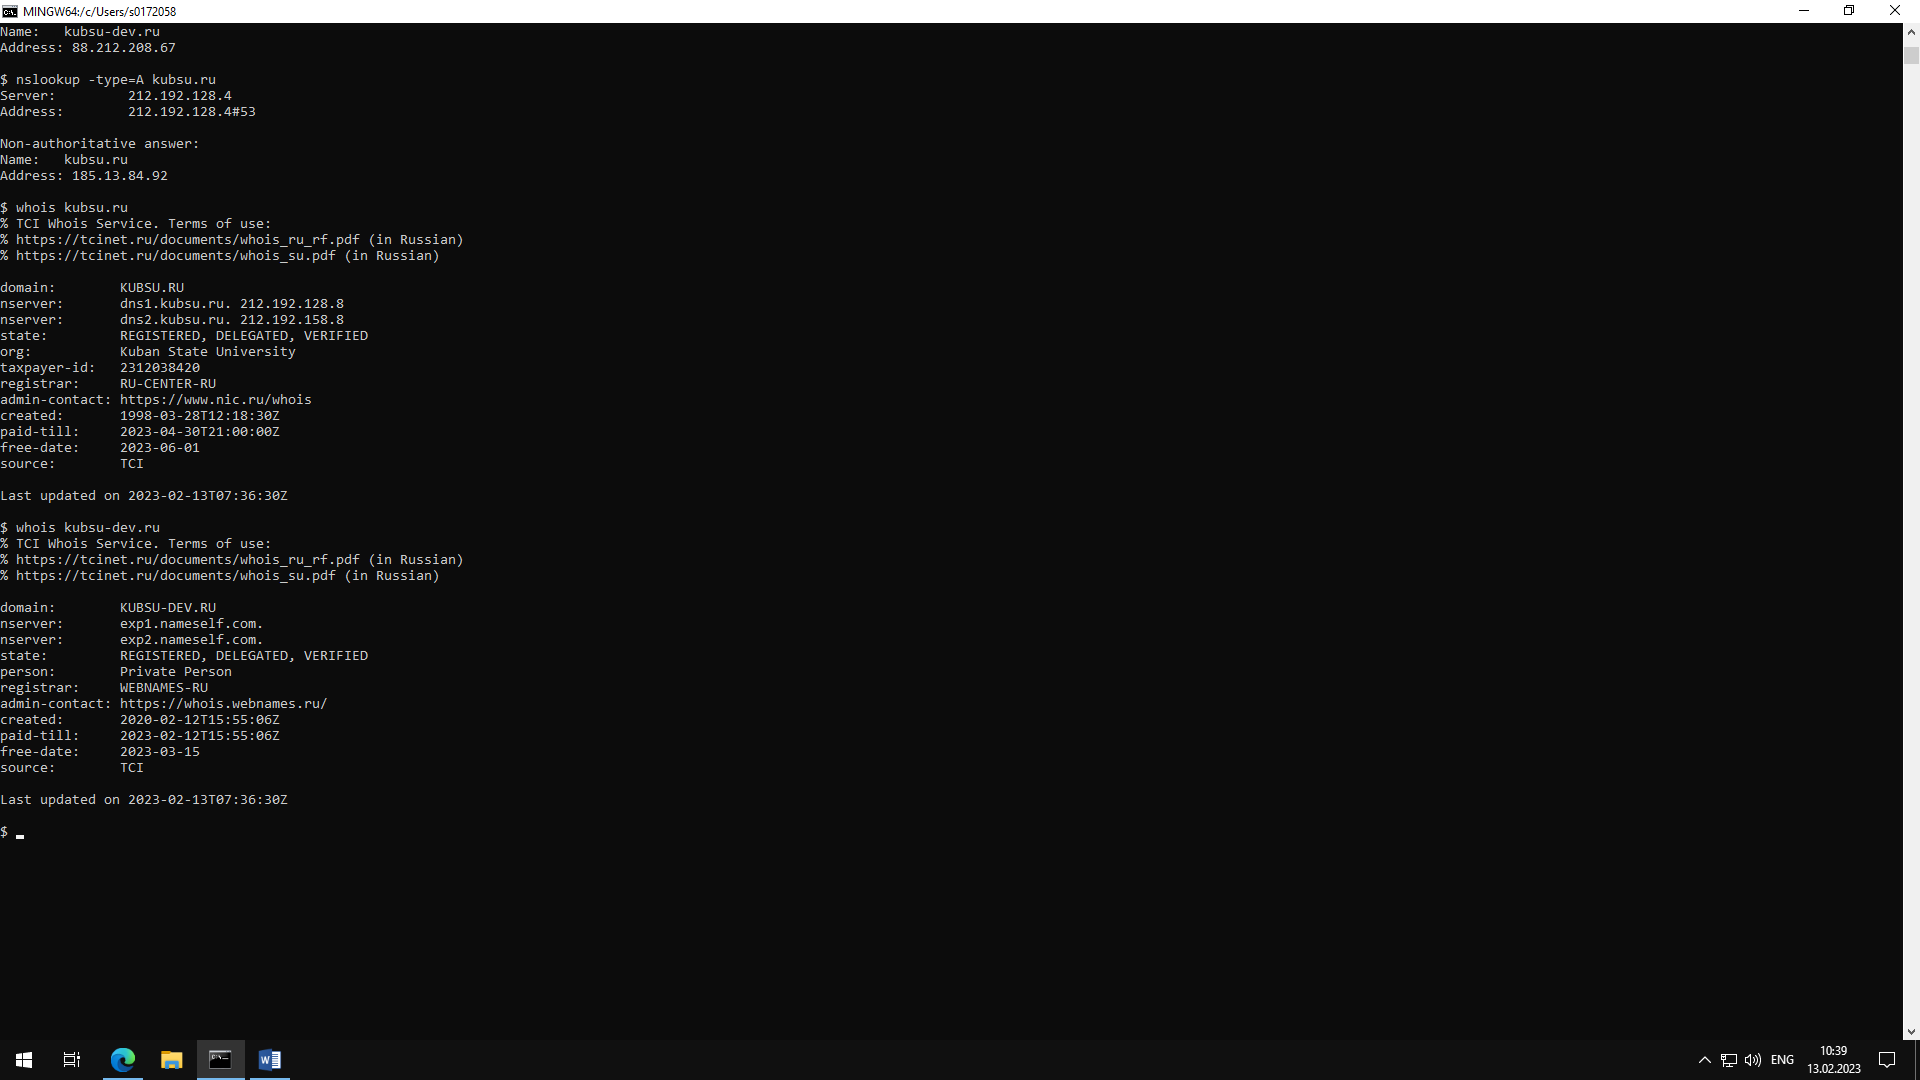 MINGW64:/c/Users/s0172058
Name:   kubsu-dev.ru
Address: 88.212.208.67
$ nslookup -type=A kubsu.ru
Server:         212.192.128.4
Address:        212.192.128.4#53
Non-authoritative answer:
Name:   kubsu.ru
Address: 185.13.84.92
$ whois kubsu.ru
% TCI Whois Service. Terms of use:
% https://tcinet.ru/documents/whois_ru_rf.pdf (in Russian)
% https://tcinet.ru/documents/whois_su.pdf (in Russian)
domain:        KUBSU.RU
nserver:       dns1.kubsu.ru. 212.192.128.8
nserver:       dns2.kubsu.ru. 212.192.158.8
state:         REGISTERED, DELEGATED, VERIFIED
org:           Kuban State University
taxpayer-id:   2312038420
registrar:     RU-CENTER-RU
admin-contact: https://www.nic.ru/whois
created:       1998-03-28T12:18:30Z
paid-till:     2023-04-30T21:00:00Z
free-date:     2023-06-01
source:        TCI
Last updated on 2023-02-13T07:36:30Z
$ whois kubsu-dev.ru
% TCI Whois Service. Terms of use:
% https://tcinet.ru/documents/whois_ru_rf.pdf (in Russian)
% https://tcinet.ru/documents/whois_su.pdf (in Russian)
domain:        KUBSU-DEV.RU
nserver:       exp1.nameself.com.
nserver:       exp2.nameself.com.
state:         REGISTERED, DELEGATED, VERIFIED
person:        Private Person
registrar:     WEBNAMES-RU
admin-contact: https://whois.webnames.ru/
created:       2020-02-12T15:55:06Z
paid-till:     2023-02-12T15:55:06Z
free-date:     2023-03-15
source:        TCI
Last updated on 2023-02-13T07:36:30Z
$
ENG
10:39
13.02.2023